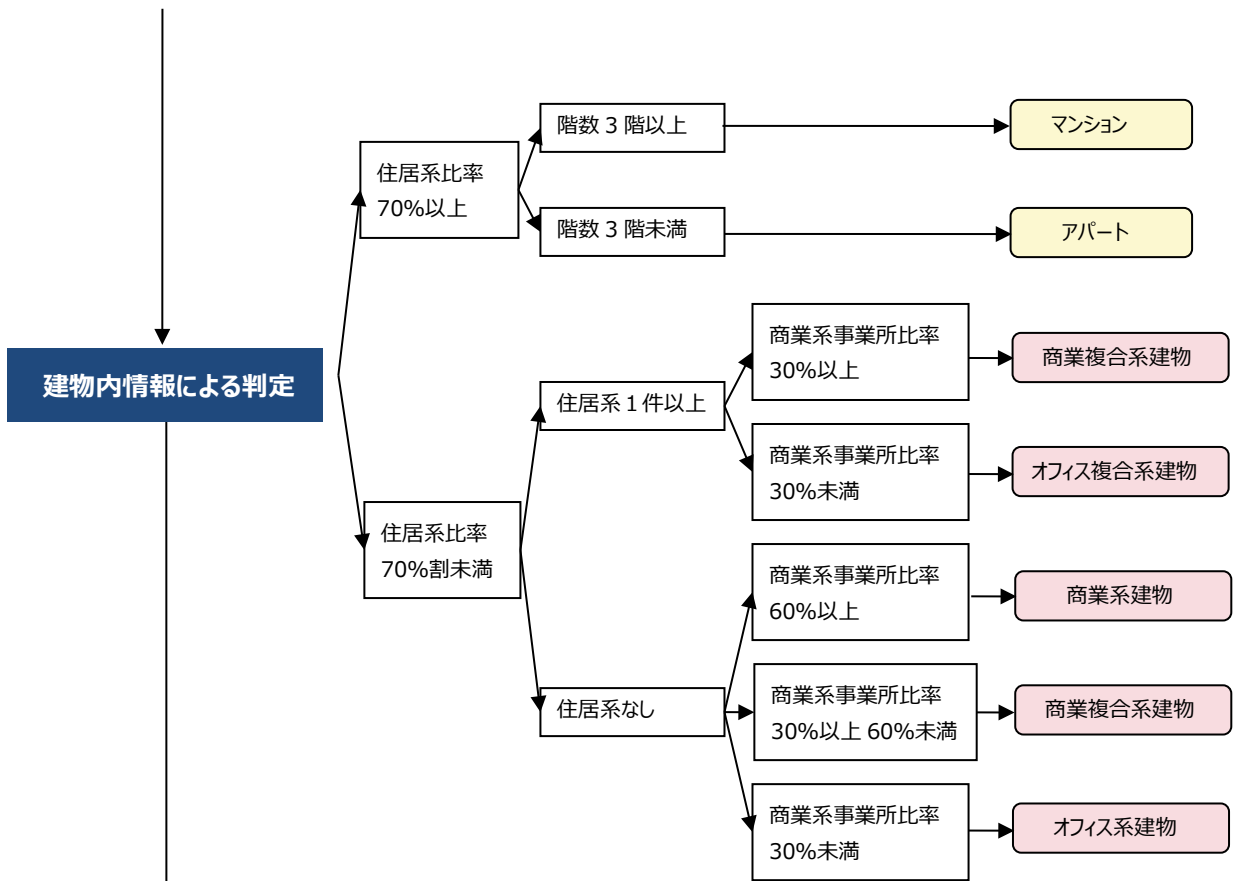 階数３階以上
マンション
住居系比率
70%以上
階数３階未満
アパート
建物内情報による判定
商業系事業所比率
30%以上
商業複合系建物
住居系１件以上
商業系事業所比率
30%未満
オフィス複合系建物
住居系比率
70%割未満
商業系事業所比率
60%以上
商業系建物
住居系なし
商業系事業所比率
30%以上 60%未満
商業複合系建物
商業系事業所比率
30%未満
オフィス系建物